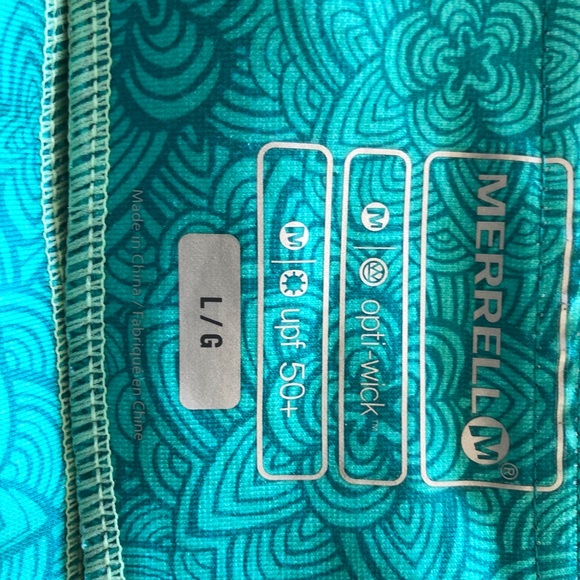 MERRELL M®
M | opti-wick™
M | upf 50+
L / G
Made in China / Fabriqué en Chine